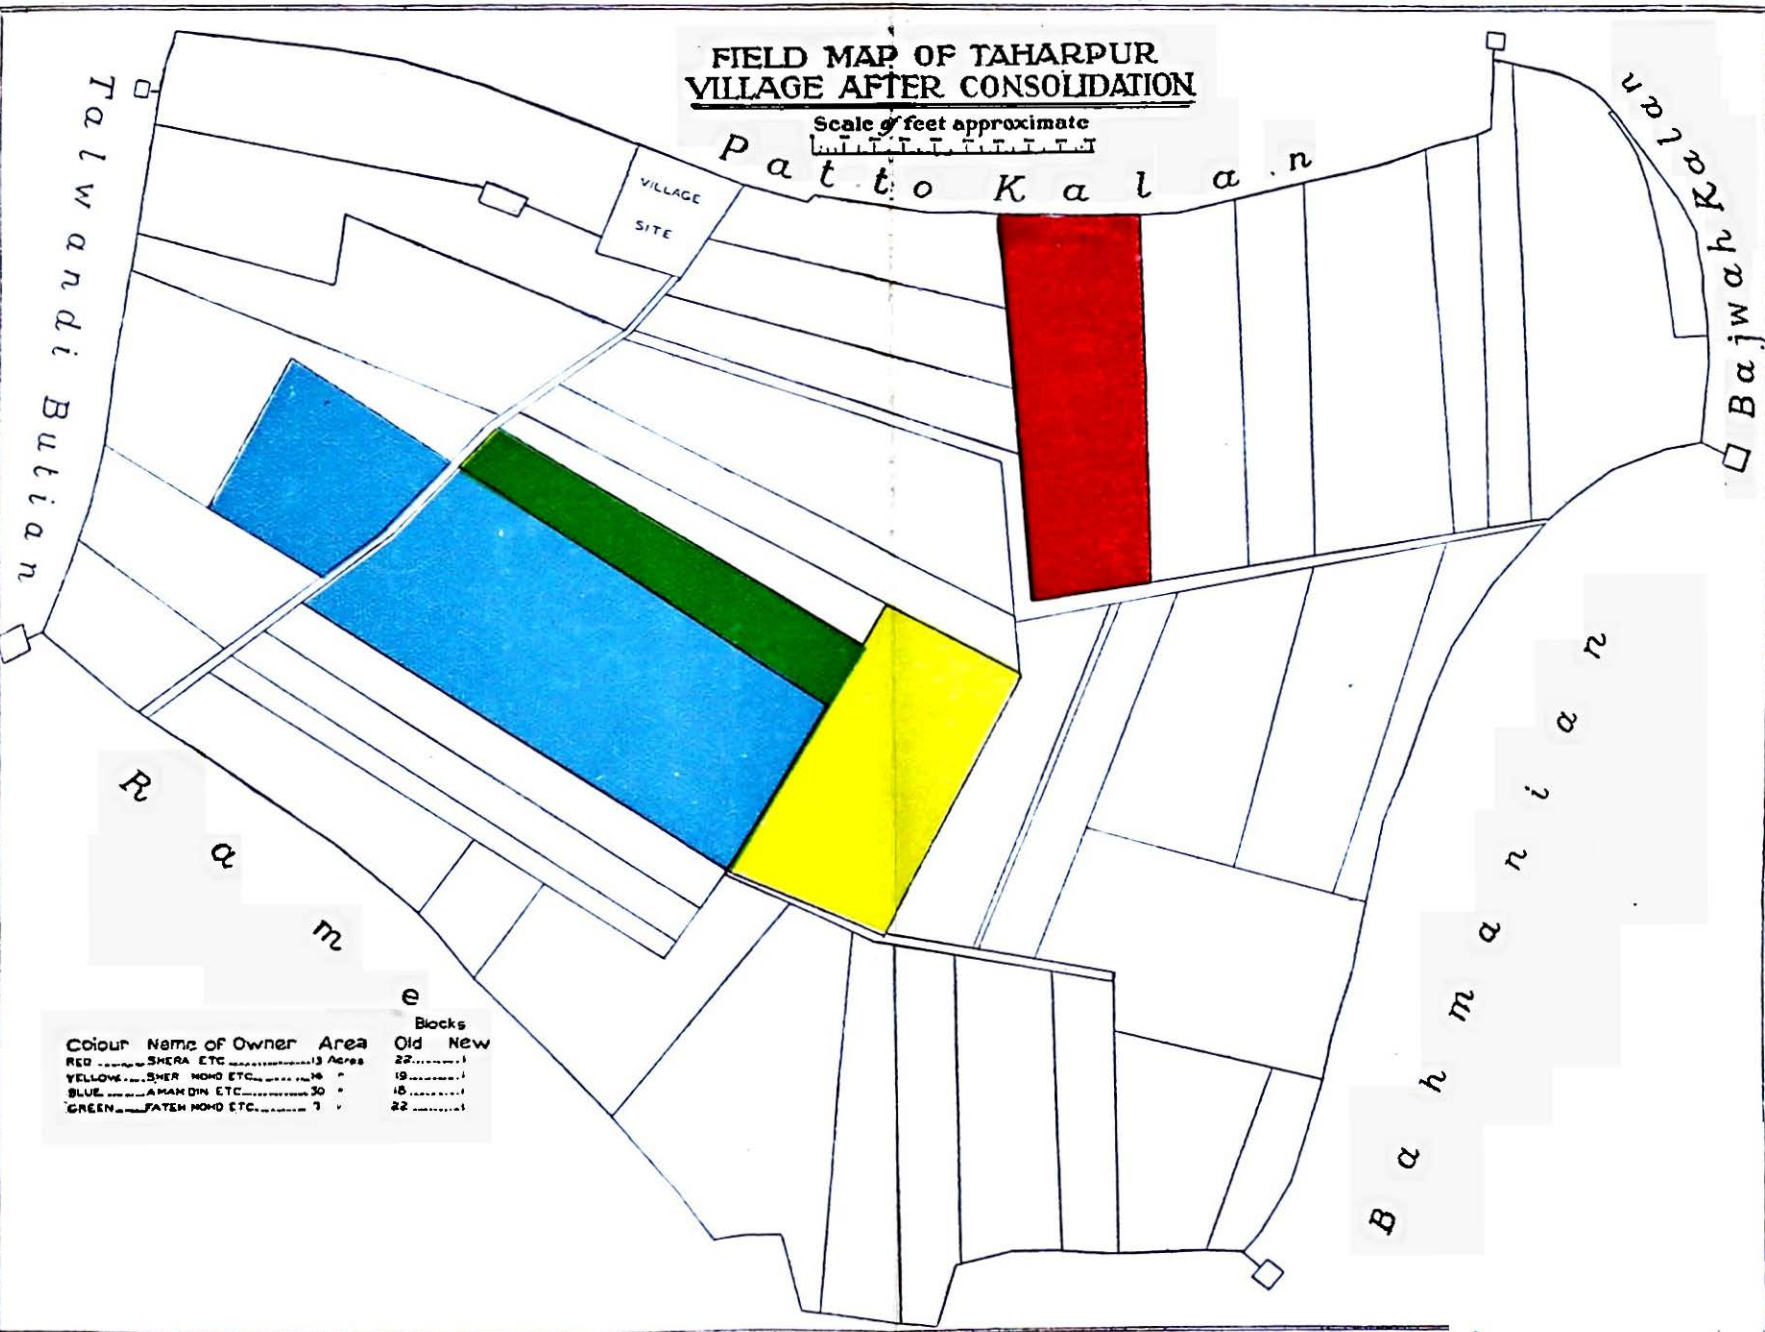 FIELD MAP OF TAHARPUR
VILLAGE AFTER CONSOLIDATION
Scale of feet approximate
Patto Kalan
Bajwah Kalan
Talwandi Butian
VILLAGE
SITE
Bahmanian
Rame
Blocks
Colour Name of Owner Area Old New
RED SHERA ETC 13 Acres 22 1
YELLOW SHER MOHD ETC 14 " 19 1
BLUE AMAN DIN ETC 30 " 18 1
GREEN FATEH MOHD ETC 7 " 22 1